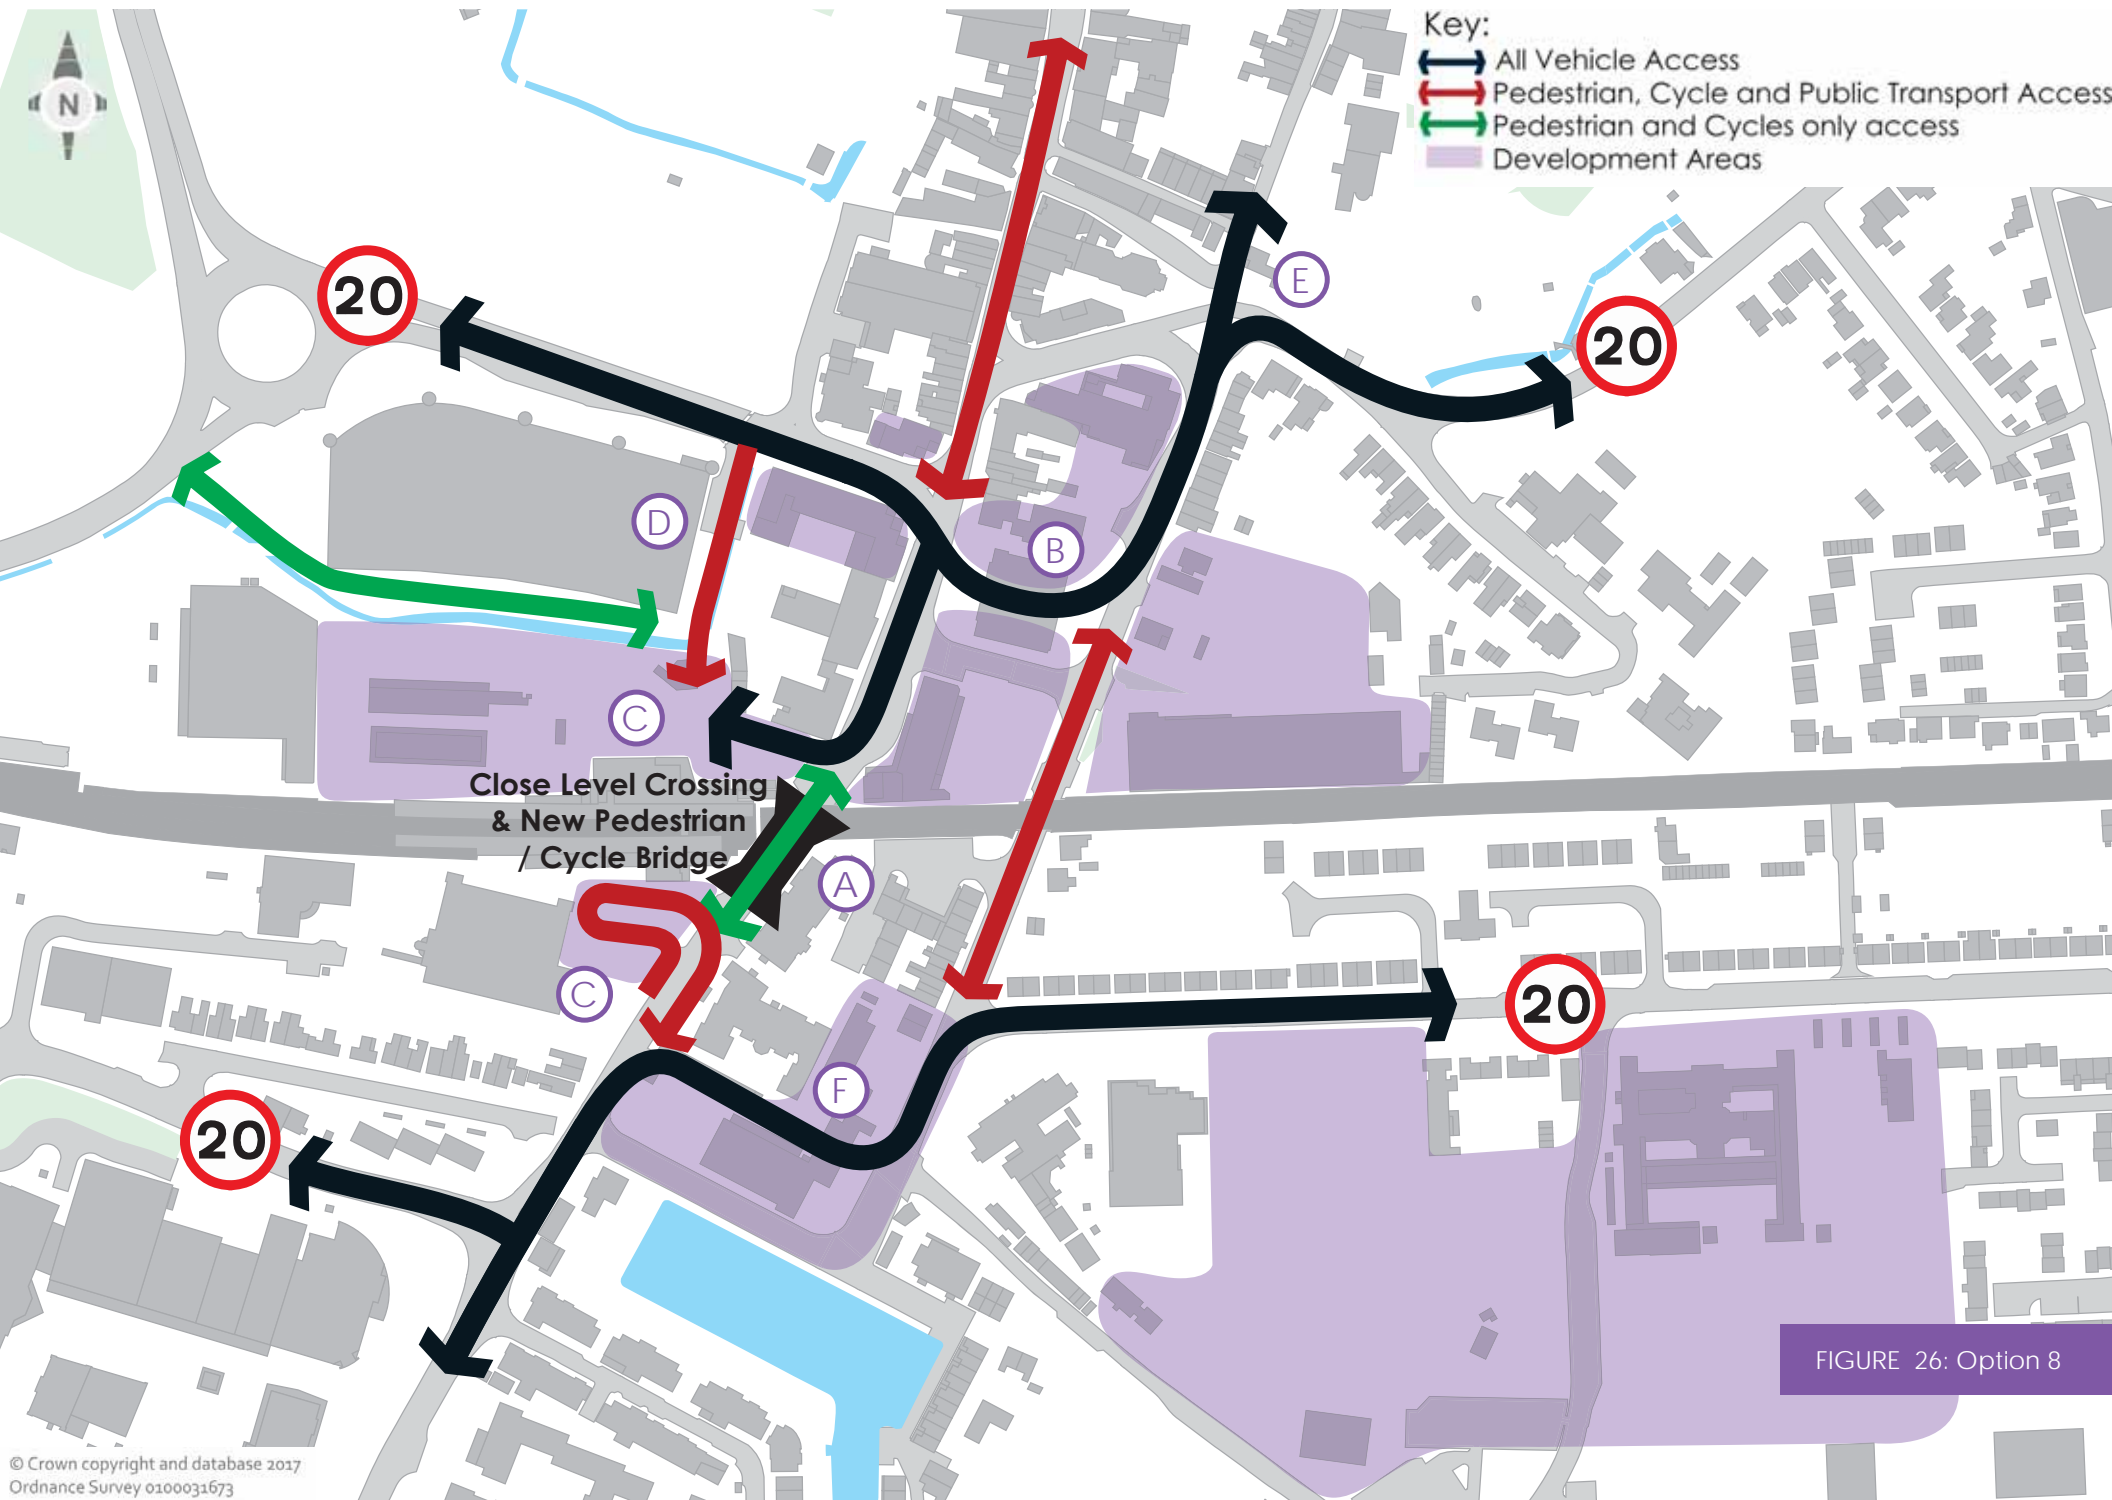 Key:
All Vehicle Access
Pedestrian, Cycle and Public Transport Access
Pedestrian and Cycles only access
Development Areas
N
20
E
20
D
B
C
Close Level Crossing
& New Pedestrian
/ Cycle Bridge
A
C
20
F
20
FIGURE 26: Option 8
© Crown copyright and database 2017
Ordnance Survey 0100031673